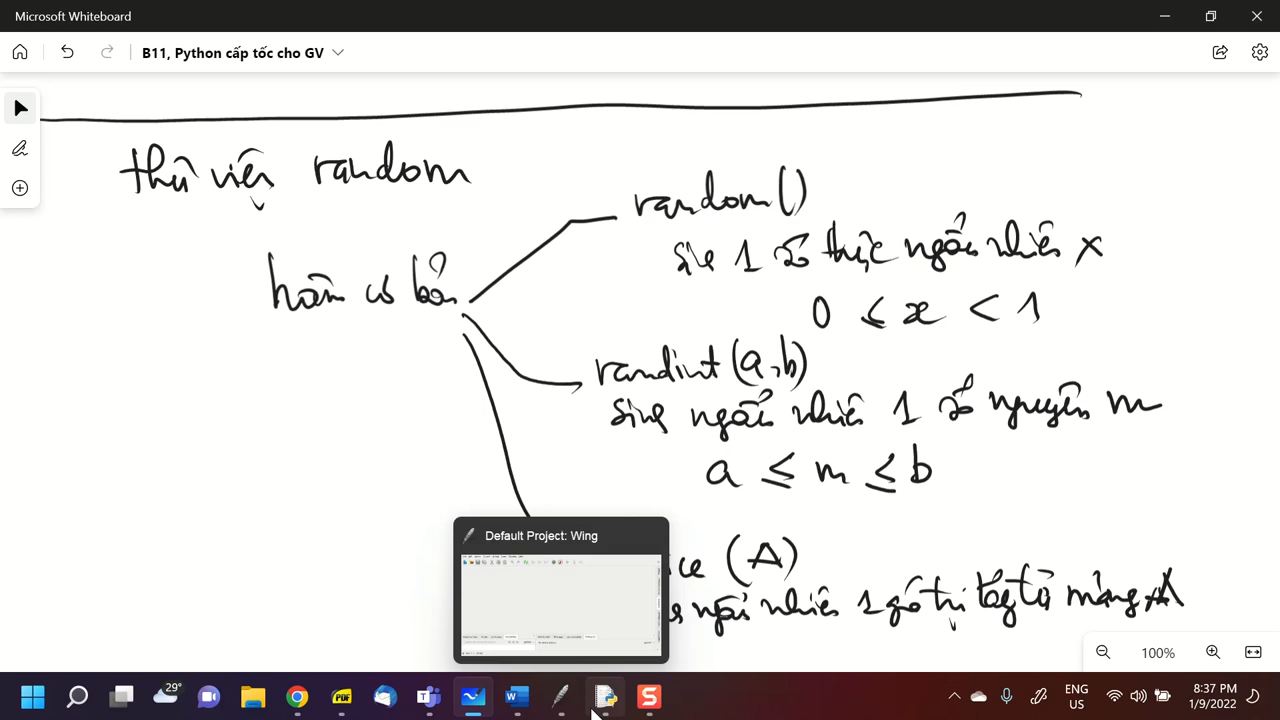 Microsoft Whiteboard
B11, Python cấp tốc cho GV
thư viện random
random()
sinh 1 số thực ngẫu nhiên x
hàm cơ bản
0 ≤ x < 1
randint(a,b)
sinh ngẫu nhiên 1 số nguyên m
a ≤ m ≤ b
Default Project: Wing
ice (A)
ngẫu nhiên 1 giá trị từ mảng A
100%
29°
PDF
W
S
ENG
US
8:37 PM
1/9/2022